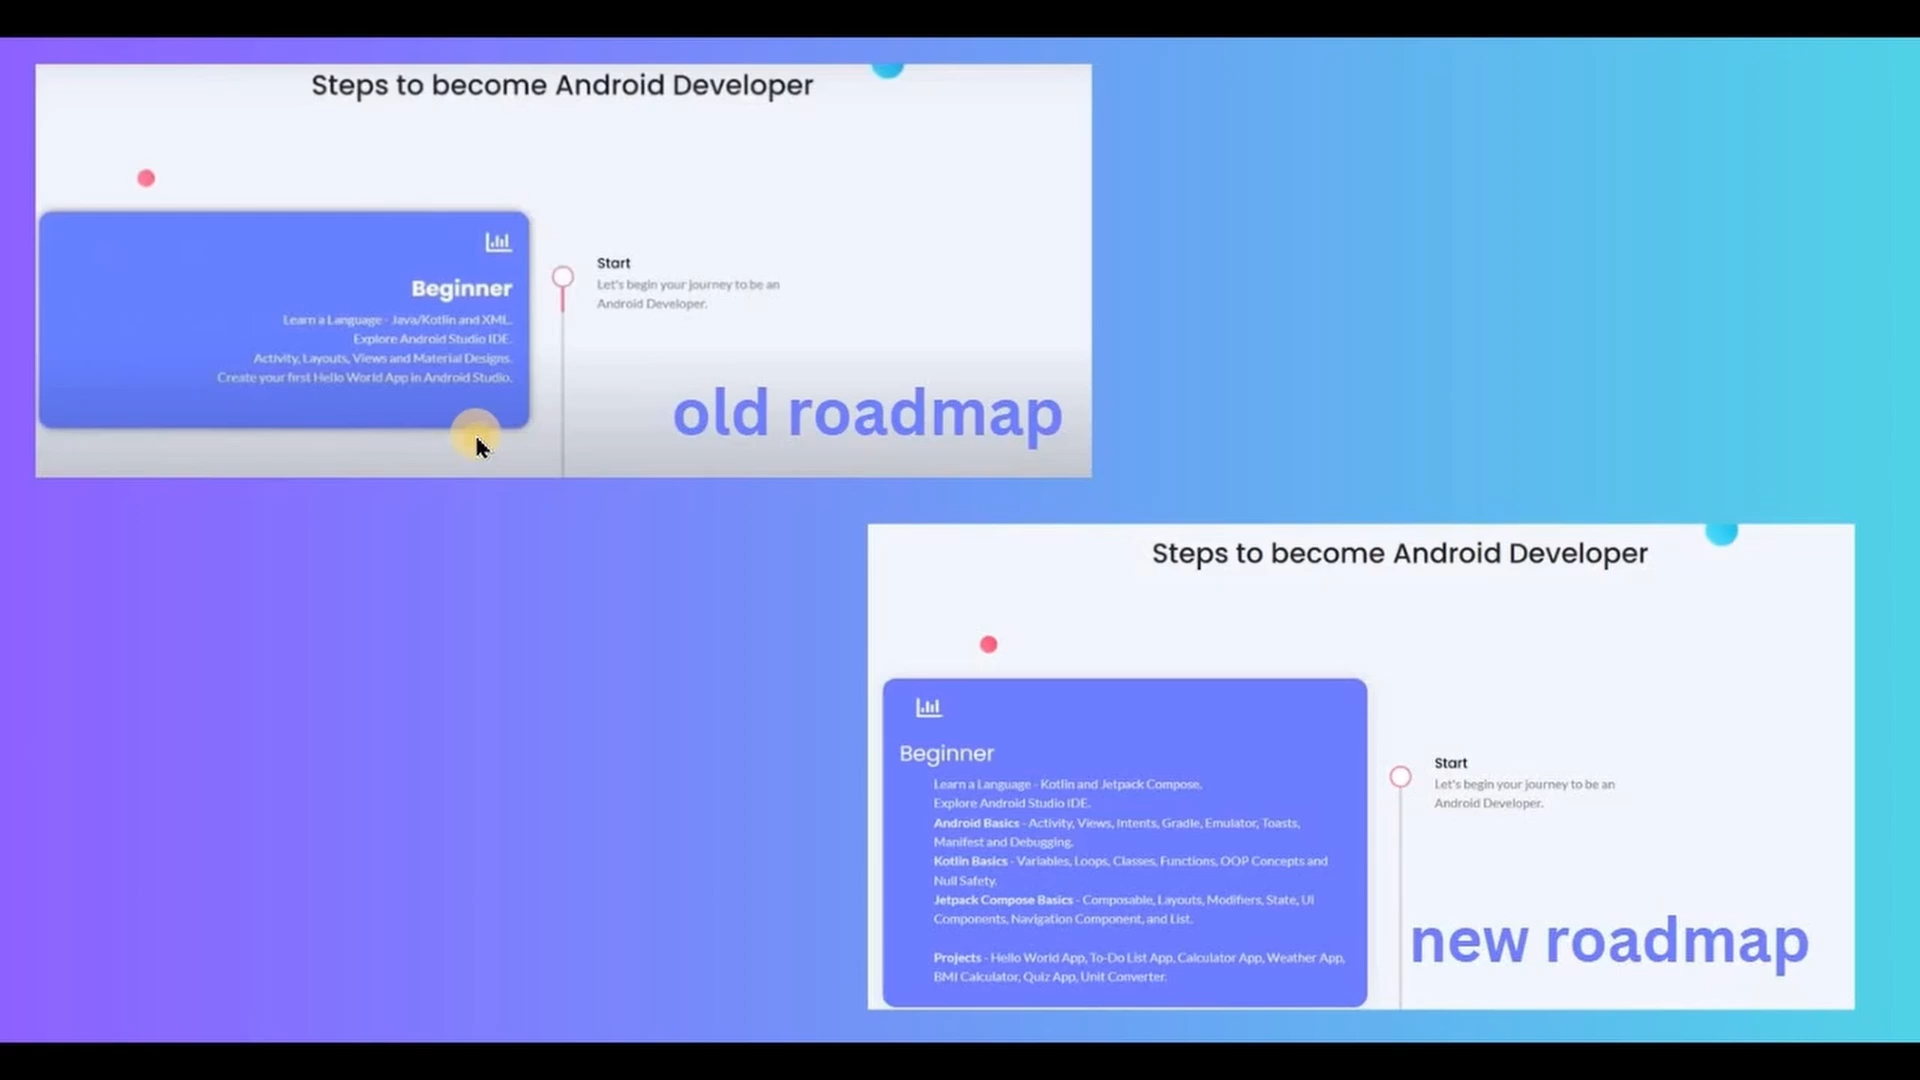 Steps to become Android Developer
Beginner
Learn a Language - Java/Kotlin and XML.
Explore Android Studio IDE.
Activity, Layouts, Views and Material Designs.
Create your first Hello World App in Android Studio.
Start
Let's begin your journey to be an
Android Developer.
old roadmap
Steps to become Android Developer
Beginner
Learn a Language - Kotlin and Jetpack Compose.
Explore Android Studio IDE.
Android Basics - Activity, Views, Intents, Gradle, Emulator, Toasts,
Manifest and Debugging.
Kotlin Basics - Variables, Loops, Classes, Functions, OOP Concepts and
Null Safety.
Jetpack Compose Basics - Composable, Layouts, Modifiers, State, UI
Components, Navigation Component, and List.
Projects - Hello World App, To-Do List App, Calculator App, Weather App,
BMI Calculator, Quiz App, Unit Converter.
Start
Let's begin your journey to be an
Android Developer.
new roadmap